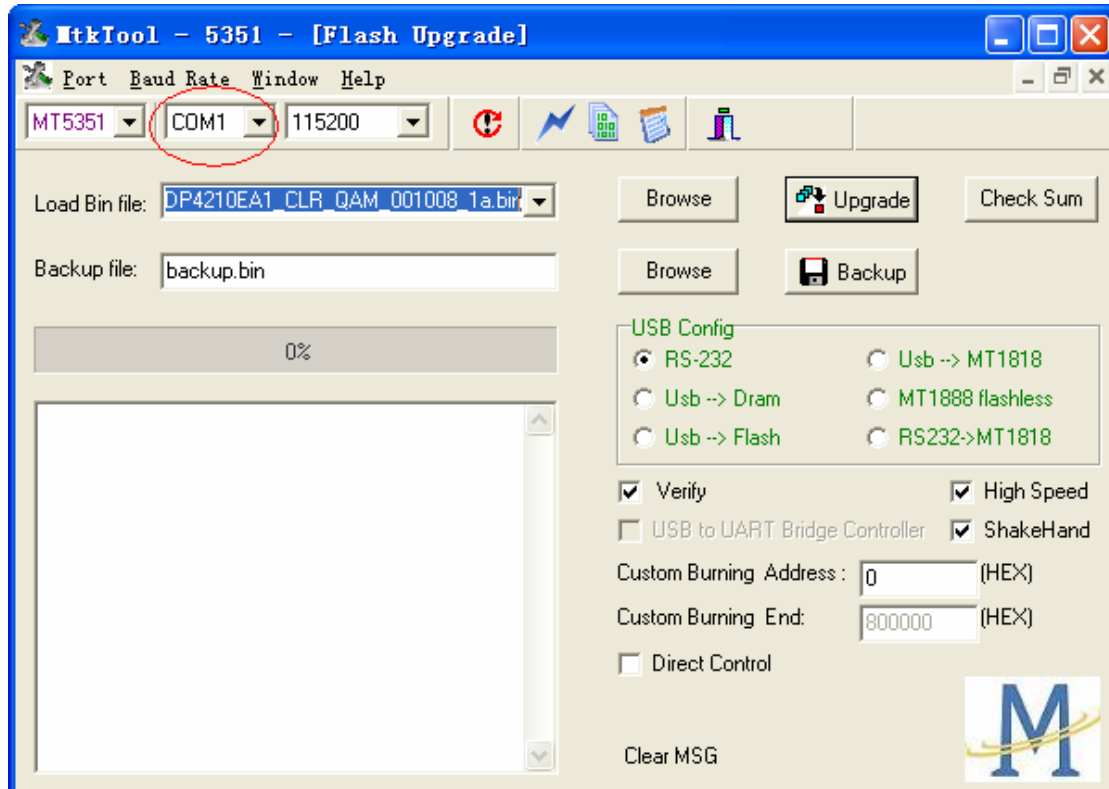 MtkTool - 5351 - [Flash Upgrade]
Port Baud Rate Window Help
MT5351 COM1 115200
Load Bin file: DP4210EA1_CLR_QAM_001008_1a.bin Browse Upgrade Check Sum
Backup file: backup.bin Browse Backup
USB Config
0%
RS-232 Usb --> MT1818
Usb --> Dram MT1888 flashless
Usb --> Flash RS232->MT1818
Verify High Speed
USB to UART Bridge Controller ShakeHand
Custom Burning Address : 0 (HEX)
Custom Burning End: 800000 (HEX)
Direct Control
Clear MSG
M